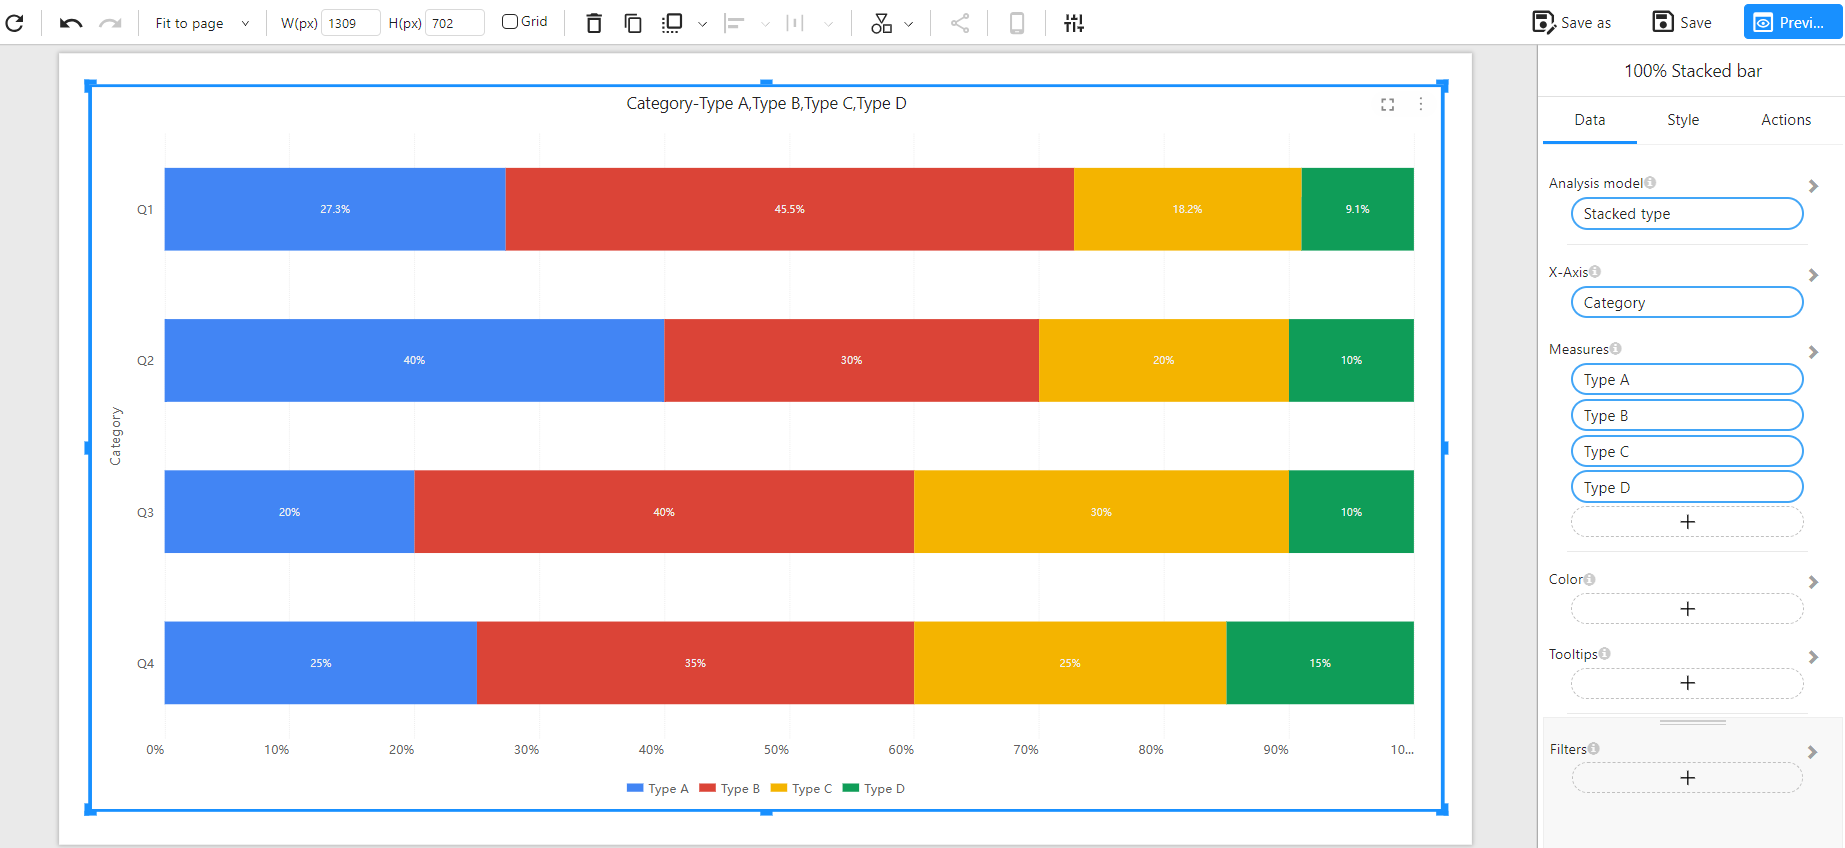 Fit to page W(px) 1309 H(px) 702 Grid Save as Save Previ...
Category-Type A,Type B,Type C,Type D
Q1 27.3% 45.5% 18.2% 9.1%
Q2 40% 30% 20% 10%
Category
Q3 20% 40% 30% 10%
Q4 25% 35% 25% 15%
0% 10% 20% 30% 40% 50% 60% 70% 80% 90% 10...
Type A Type B Type C Type D
100% Stacked bar
Data Style Actions
Analysis model
Stacked type
X-Axis
Category
Measures
Type A
Type B
Type C
Type D
Color
Tooltips
Filters